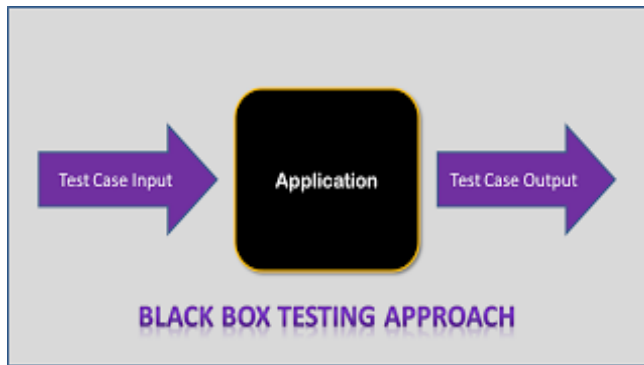 Test Case Input
Application
Test Case Output
BLACK BOX TESTING APPROACH